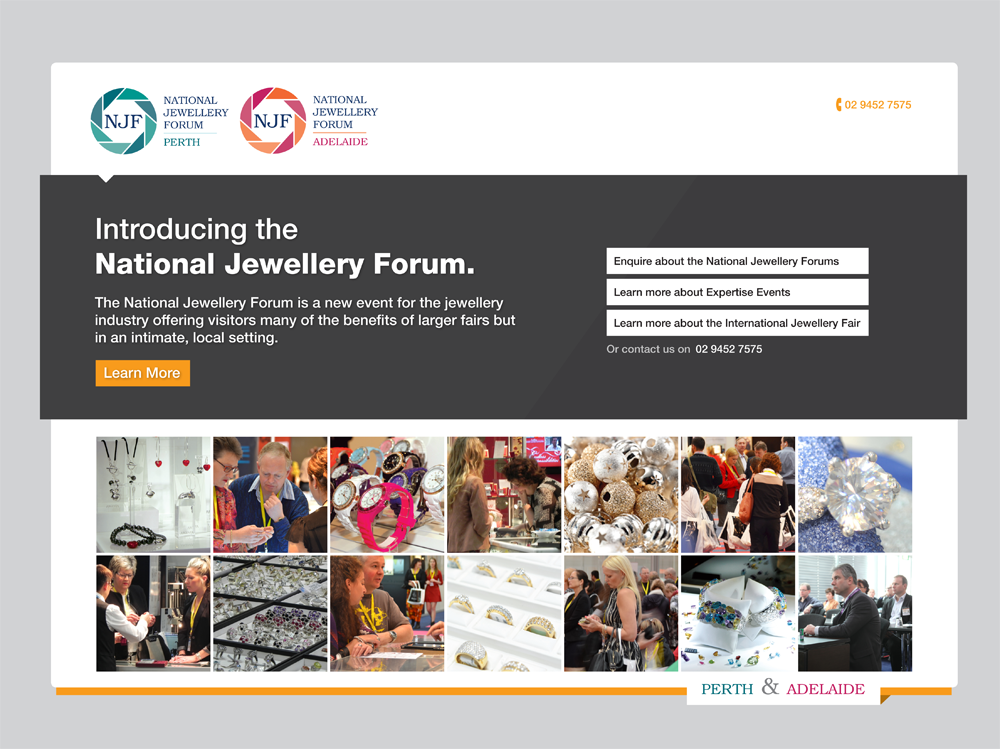 NJF
NATIONAL
JEWELLERY
FORUM
PERTH
NJF
NATIONAL
JEWELLERY
FORUM
ADELAIDE
02 9452 7575
Introducing the
National Jewellery Forum.
The National Jewellery Forum is a new event for the jewellery
industry offering visitors many of the benefits of larger fairs but
in an intimate, local setting.
Learn More
Enquire about the National Jewellery Forums
Learn more about Expertise Events
Learn more about the International Jewellery Fair
Or contact us on 02 9452 7575
PERTH & ADELAIDE